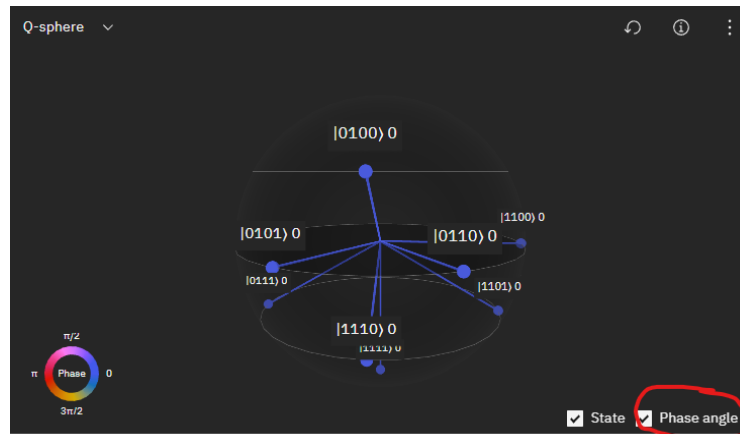 Q-sphere
|0100⟩ 0
|1100⟩ 0
|0101⟩ 0
|0110⟩ 0
|0111⟩ 0
|1101⟩ 0
|1110⟩ 0
|1111⟩ 0
π/2
π Phase 0
3π/2
State Phase angle